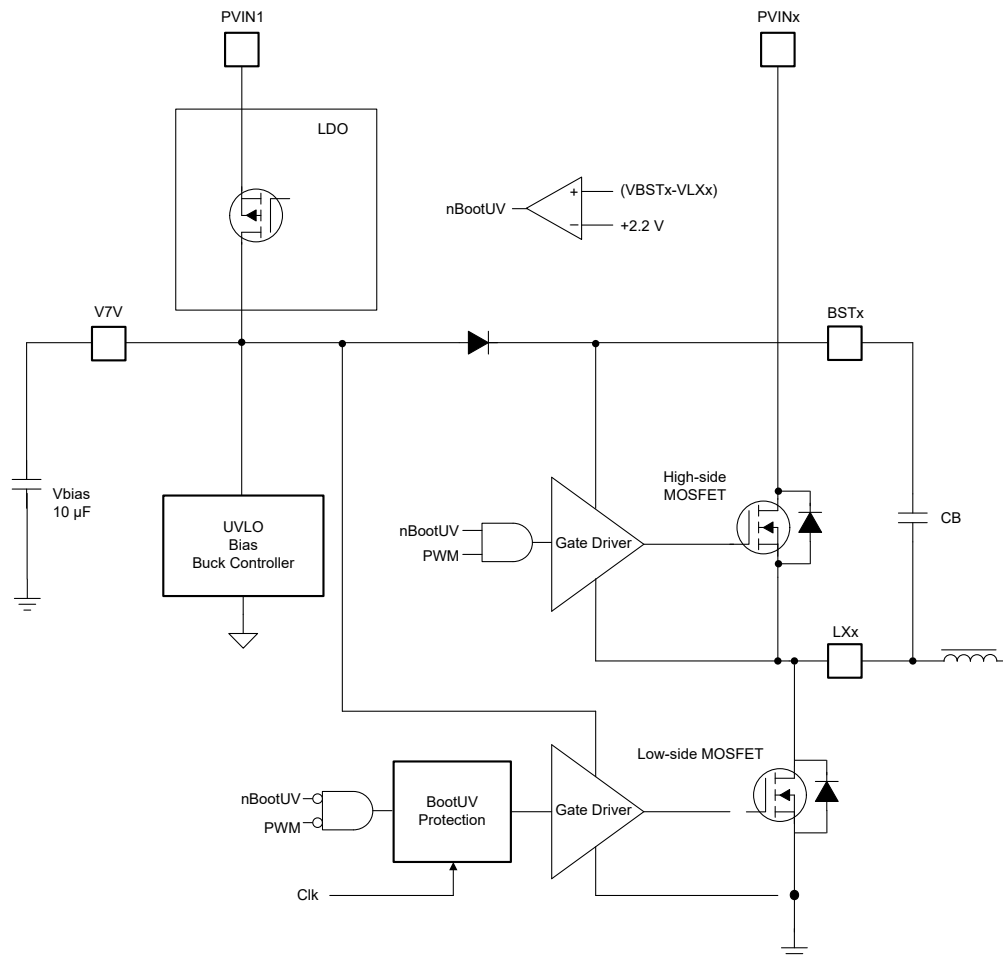 PVIN1
PVINx
LDO
+
(VBSTx-VLXx)
nBootUV
−
+2.2 V
V7V
BSTx
High-side
MOSFET
Vbias
10 µF
UVLO
Bias
Buck Controller
nBootUV
PWM
Gate Driver
CB
LXx
Low-side MOSFET
nBootUV
PWM
BootUV
Protection
Gate Driver
Clk